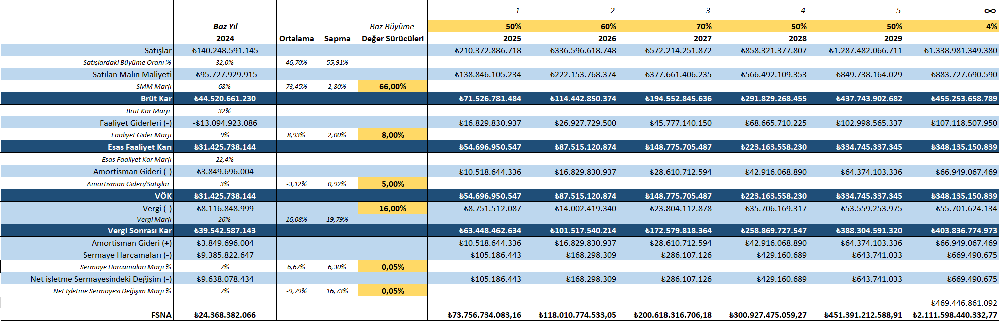 1 2 3 4 5 ∞
Baz Yıl Baz Büyüme 50% 60% 70% 50% 50% 4%
2024 Ortalama Sapma Değer Sürücüleri 2025 2026 2027 2028 2029
Satışlar ₺140.248.591.145 ₺210.372.886.718 ₺336.596.618.748 ₺572.214.251.872 ₺858.321.377.807 ₺1.287.482.066.711 ₺1.338.981.349.380
Satışlardaki Büyüme Oranı % 32,0% 46,70% 55,91%
Satılan Malın Maliyeti -₺95.727.929.915 ₺138.846.105.234 ₺222.153.768.374 ₺377.661.406.235 ₺566.492.109.353 ₺849.738.164.029 ₺883.727.690.590
SMM Marjı 68% 73,45% 2,80% 66,00%
Brüt Kar ₺44.520.661.230 ₺71.526.781.484 ₺114.442.850.374 ₺194.552.845.636 ₺291.829.268.455 ₺437.743.902.682 ₺455.253.658.789
Brüt Kar Marjı 32%
Faaliyet Giderleri (-) -₺13.094.923.086 ₺16.829.830.937 ₺26.927.729.500 ₺45.777.140.150 ₺68.665.710.225 ₺102.998.565.337 ₺107.118.507.950
Faaliyet Gider Marjı 9% 8,93% 2,00% 8,00%
Esas Faaliyet Karı ₺31.425.738.144 ₺54.696.950.547 ₺87.515.120.874 ₺148.775.705.487 ₺223.163.558.230 ₺334.745.337.345 ₺348.135.150.839
Esas Faaliyet Kar Marjı 22,4%
Amortisman Gideri (-) ₺3.849.696.004 ₺10.518.644.336 ₺16.829.830.937 ₺28.610.712.594 ₺42.916.068.890 ₺64.374.103.336 ₺66.949.067.469
Amortisman Gideri/Satışlar 3% -3,12% 0,92% 5,00%
VÖK ₺31.425.738.144 ₺54.696.950.547 ₺87.515.120.874 ₺148.775.705.487 ₺223.163.558.230 ₺334.745.337.345 ₺348.135.150.839
Vergi (-) ₺8.116.848.999 16,00% ₺8.751.512.087 ₺14.002.419.340 ₺23.804.112.878 ₺35.706.169.317 ₺53.559.253.975 ₺55.701.624.134
Vergi Marjı 26% 16,08% 19,79%
Vergi Sonrası Kar ₺39.542.587.143 ₺63.448.462.634 ₺101.517.540.214 ₺172.579.818.364 ₺258.869.727.547 ₺388.304.591.320 ₺403.836.774.973
Amortisman Gideri (+) ₺3.849.696.004 ₺10.518.644.336 ₺16.829.830.937 ₺28.610.712.594 ₺42.916.068.890 ₺64.374.103.336 ₺66.949.067.469
Sermaye Harcamaları (-) ₺9.385.822.647 ₺105.186.443 ₺168.298.309 ₺286.107.126 ₺429.160.689 ₺643.741.033 ₺669.490.675
Sermaye Harcamaları Marjı % 7% 6,67% 6,30% 0,05%
Net işletme Sermayesindeki Değişim (-) ₺9.638.078.434 ₺105.186.443 ₺168.298.309 ₺286.107.126 ₺429.160.689 ₺643.741.033 ₺669.490.675
Net İşletme Sermayesi Değişim Marjı % 7% -9,79% 16,73% 0,05%
₺469.446.861.092
FSNA ₺24.368.382.066 ₺73.756.734.083,16 ₺118.010.774.533,05 ₺200.618.316.706,18 ₺300.927.475.059,27 ₺451.391.212.588,91 ₺2.111.598.440.332,77